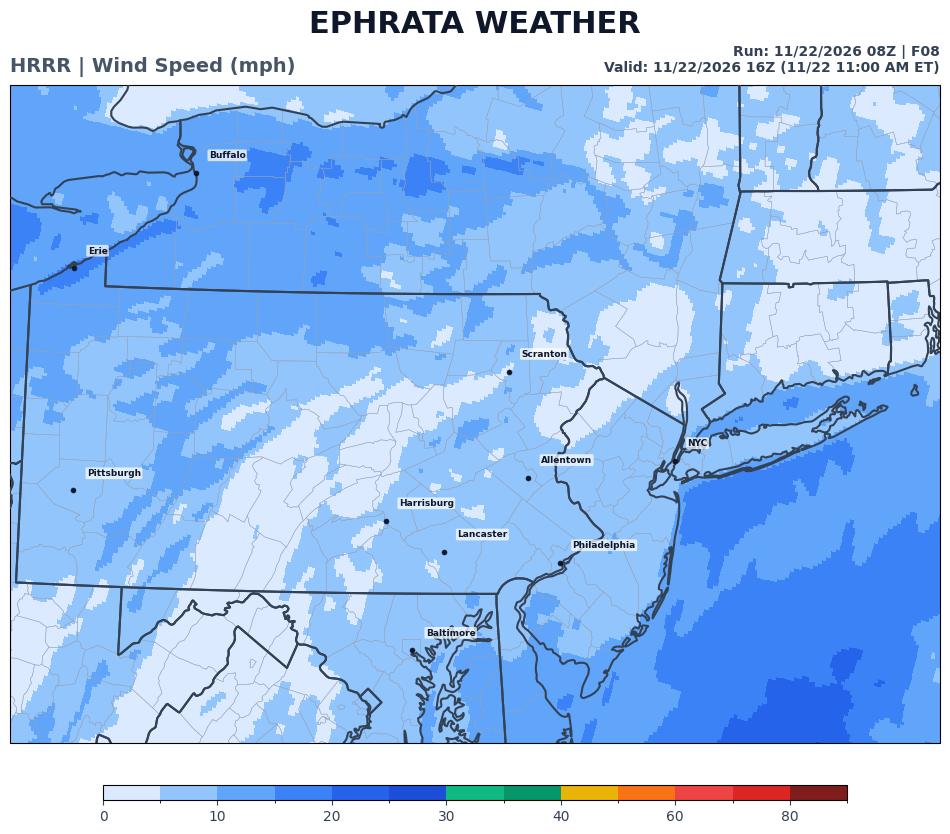 EPHRATA WEATHER
HRRR | Wind Speed (mph)
Run: 11/22/2026 08Z | F08
Valid: 11/22/2026 16Z (11/22 11:00 AM ET)
Buffalo
Erie
Scranton
NYC
Allentown
Pittsburgh
Harrisburg
Lancaster
Philadelphia
Baltimore
0 10 20 30 40 60 80